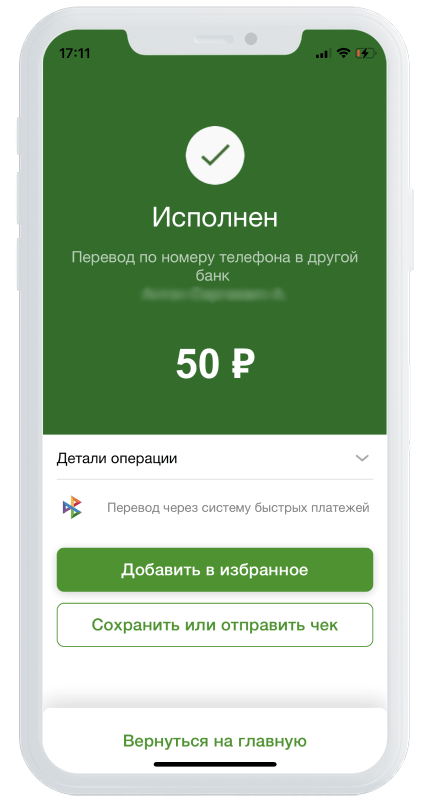 17:11
Исполнен
Перевод по номеру телефона в другой
банк
50 ₽
Детали операции
Перевод через систему быстрых платежей
Добавить в избранное
Сохранить или отправить чек
Вернуться на главную